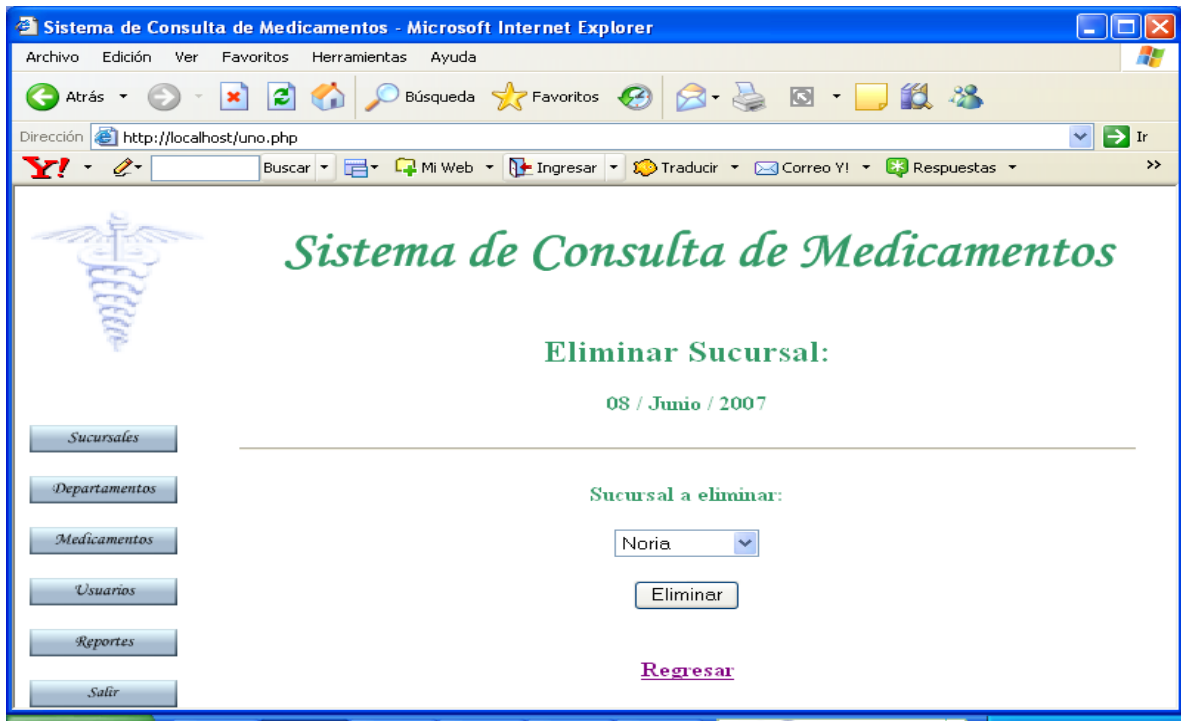 Sistema de Consulta de Medicamentos - Microsoft Internet Explorer
Archivo Edición Ver Favoritos Herramientas Ayuda
Atrás Búsqueda Favoritos
Dirección http://localhost/uno.php Ir
Y! Buscar Mi Web Ingresar Traducir Correo Y! Respuestas >>
Sistema de Consulta de Medicamentos
Eliminar Sucursal:
08 / Junio / 2007
Sucursales
Departamentos
Medicamentos
Usuarios
Reportes
Salir
Sucursal a eliminar:
Noria
Eliminar
Regresar